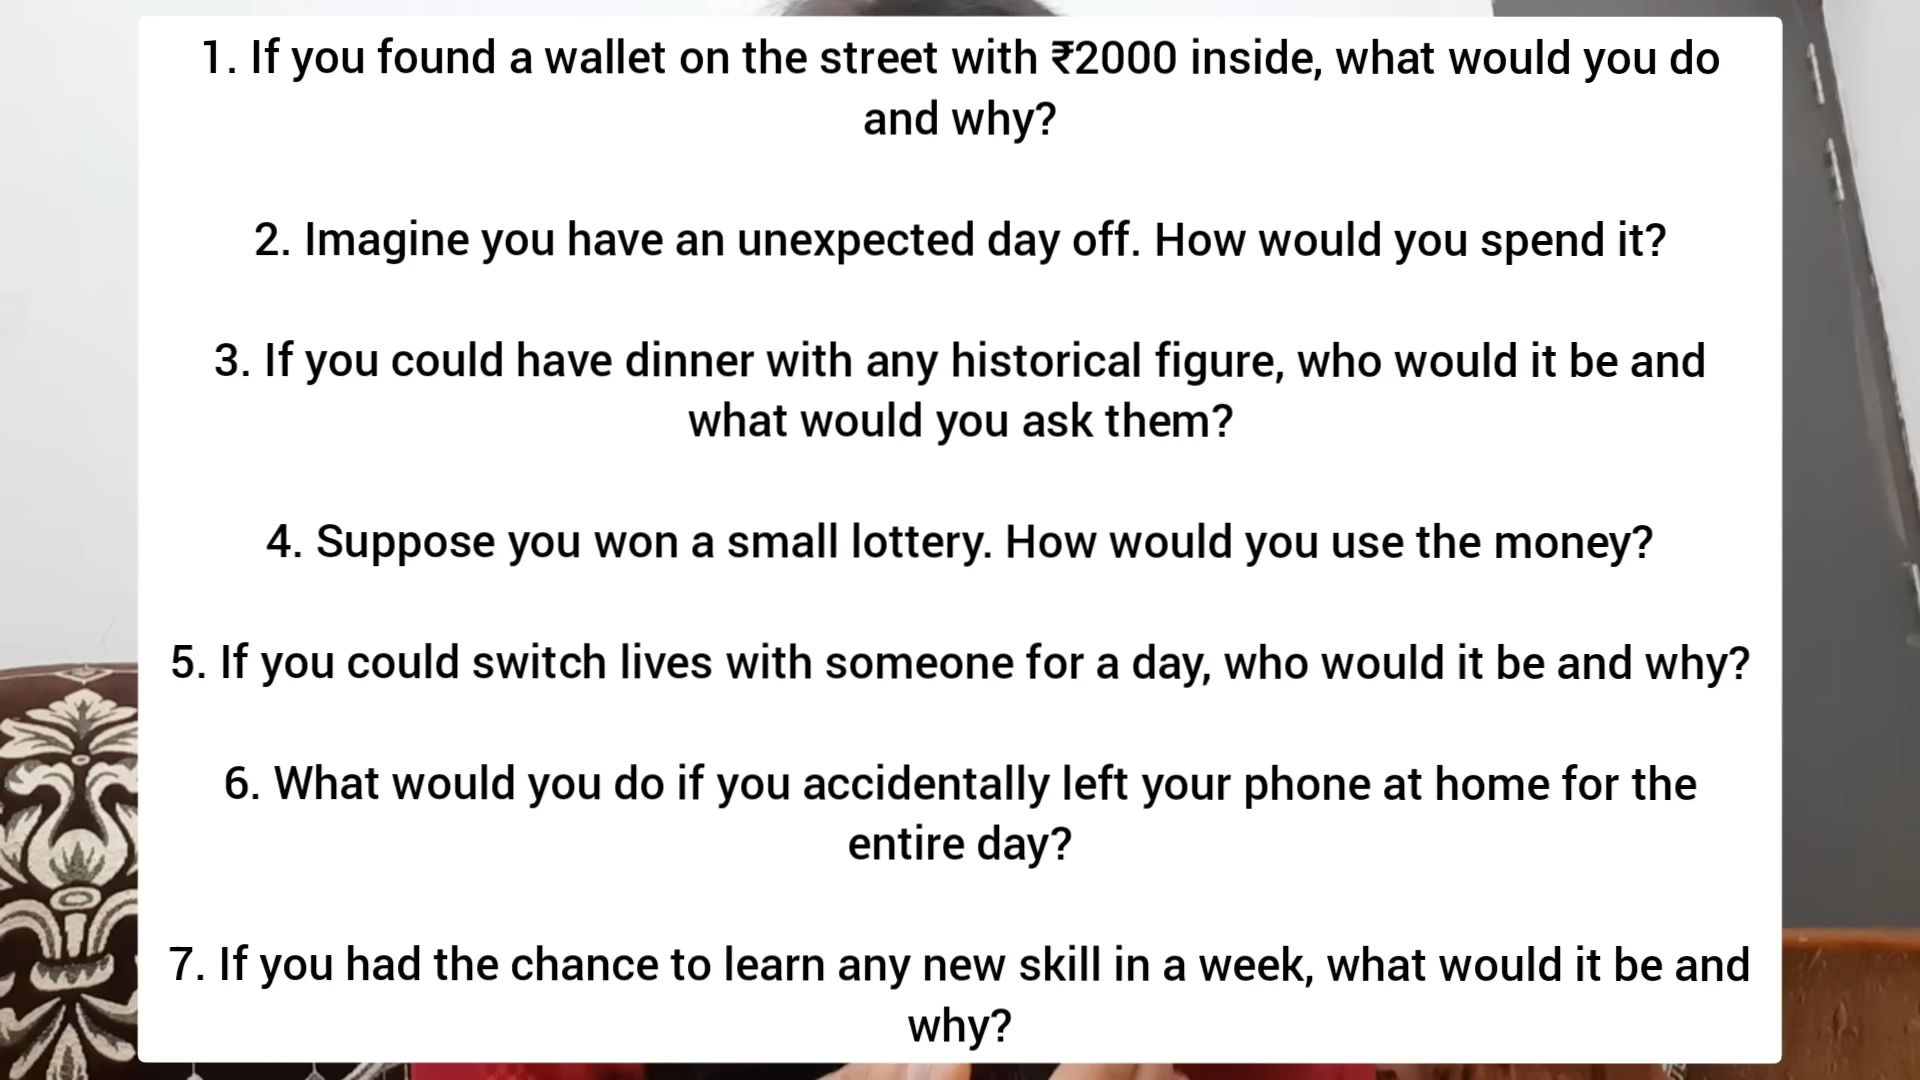 1. If you found a wallet on the street with ₹2000 inside, what would you do
and why?
2. Imagine you have an unexpected day off. How would you spend it?
3. If you could have dinner with any historical figure, who would it be and
what would you ask them?
4. Suppose you won a small lottery. How would you use the money?
5. If you could switch lives with someone for a day, who would it be and why?
6. What would you do if you accidentally left your phone at home for the
entire day?
7. If you had the chance to learn any new skill in a week, what would it be and
why?